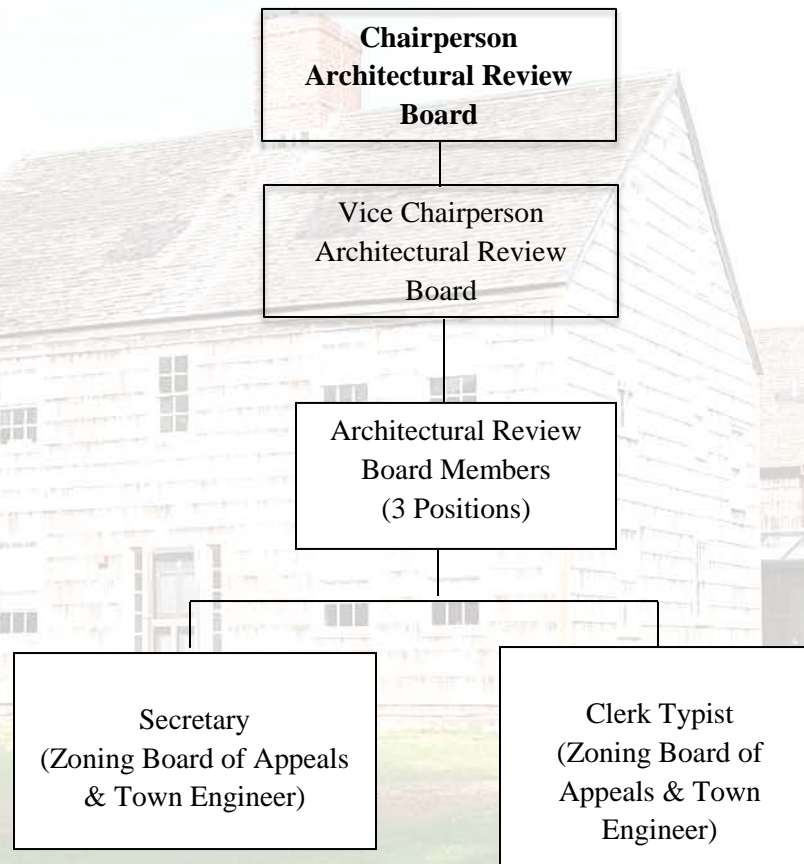 Chairperson
Architectural Review
Board
Vice Chairperson
Architectural Review
Board
Architectural Review
Board Members
(3 Positions)
Secretary
(Zoning Board of Appeals
& Town Engineer)
Clerk Typist
(Zoning Board of
Appeals & Town
Engineer)